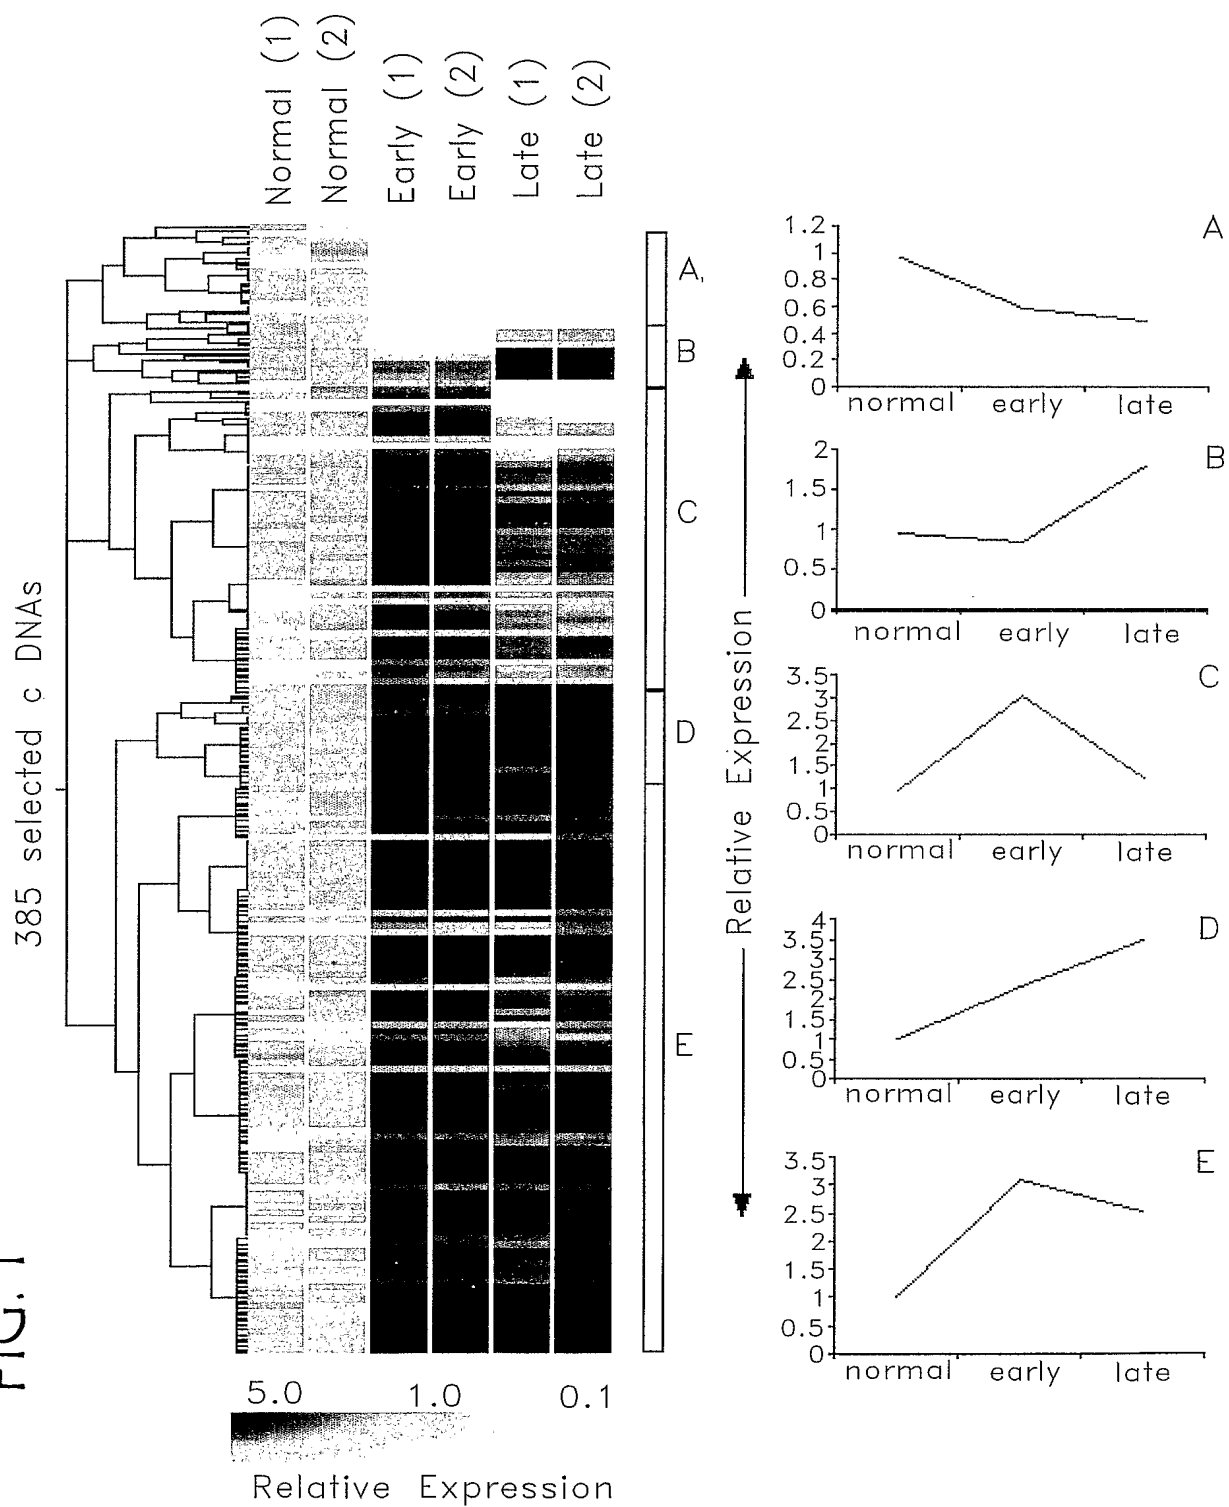 FIG. 1
385 selected c DNAs
Normal (1)
Normal (2)
Early (1)
Early (2)
Late (1)
Late (2)
A
B
C
D
E
5.0 1.0 0.1
Relative Expression
Relative Expression
A
1.2
1
0.8
0.6
0.4
0.2
0
normal early late
B
2
1.5
1
0.5
0
normal early late
C
3.5
3
2.5
2
1.5
1
0.5
0
normal early late
D
4
3.5
3
2.5
2
1.5
1
0.5
0
normal early late
E
3.5
3
2.5
2
1.5
1
0.5
0
normal early late